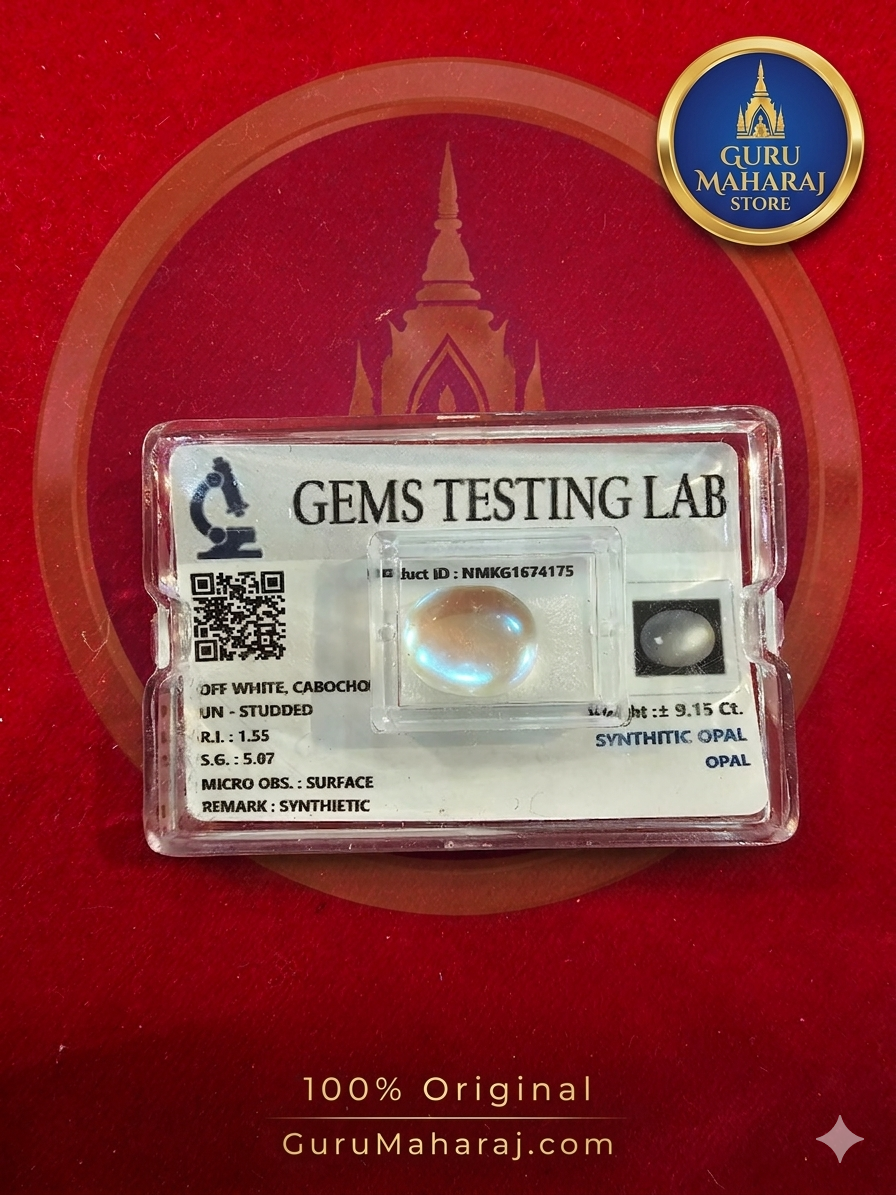 GURU
MAHARAJ
STORE
GEMS TESTING LAB
duct ID : NMKG1674175
OFF WHITE, CABOCHO
UN - STUDDED
R.I. : 1.55
S.G. : 5.07
MICRO OBS. : SURFACE
REMARK : SYNTHIETIC
ht :± 9.15 Ct.
SYNTHITIC OPAL
OPAL
100% Original
GuruMaharaj.com